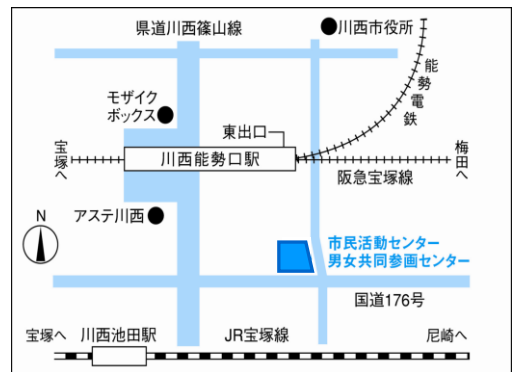 県道川西篠山線
川西市役所
能勢電鉄
モザイク
ボックス
東出口
宝塚へ
川西能勢口駅
梅田へ
阪急宝塚線
アステ川西
N
市民活動センター
男女共同参画センター
国道176号
宝塚へ
川西池田駅
JR宝塚線
尼崎へ